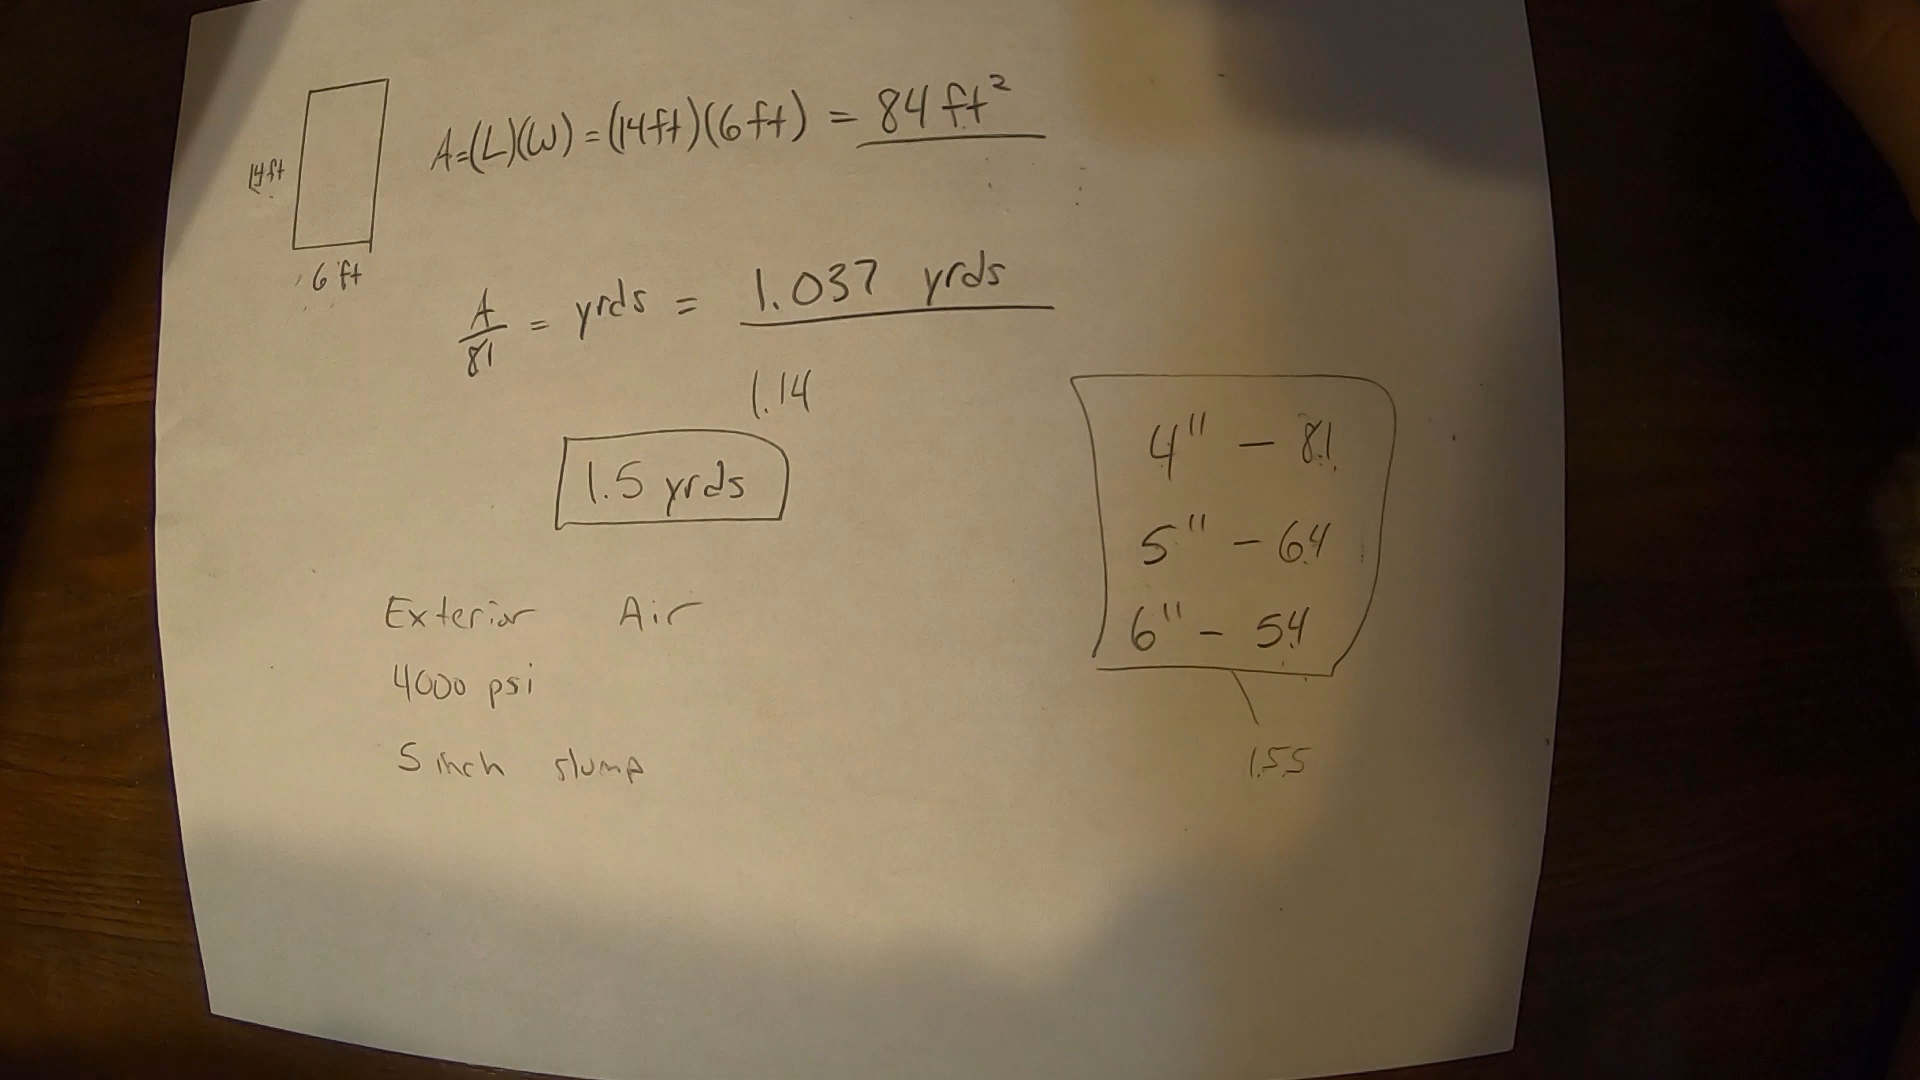 14ft
6 ft
A=(L)(W) = (14ft)(6ft) = 84 ft²
A/81 = yrds = 1.037 yrds
1.14
1.5 yrds
4" - 81
5" - 64
6" - 54
1.55
Exterior Air
4000 psi
5 inch slump